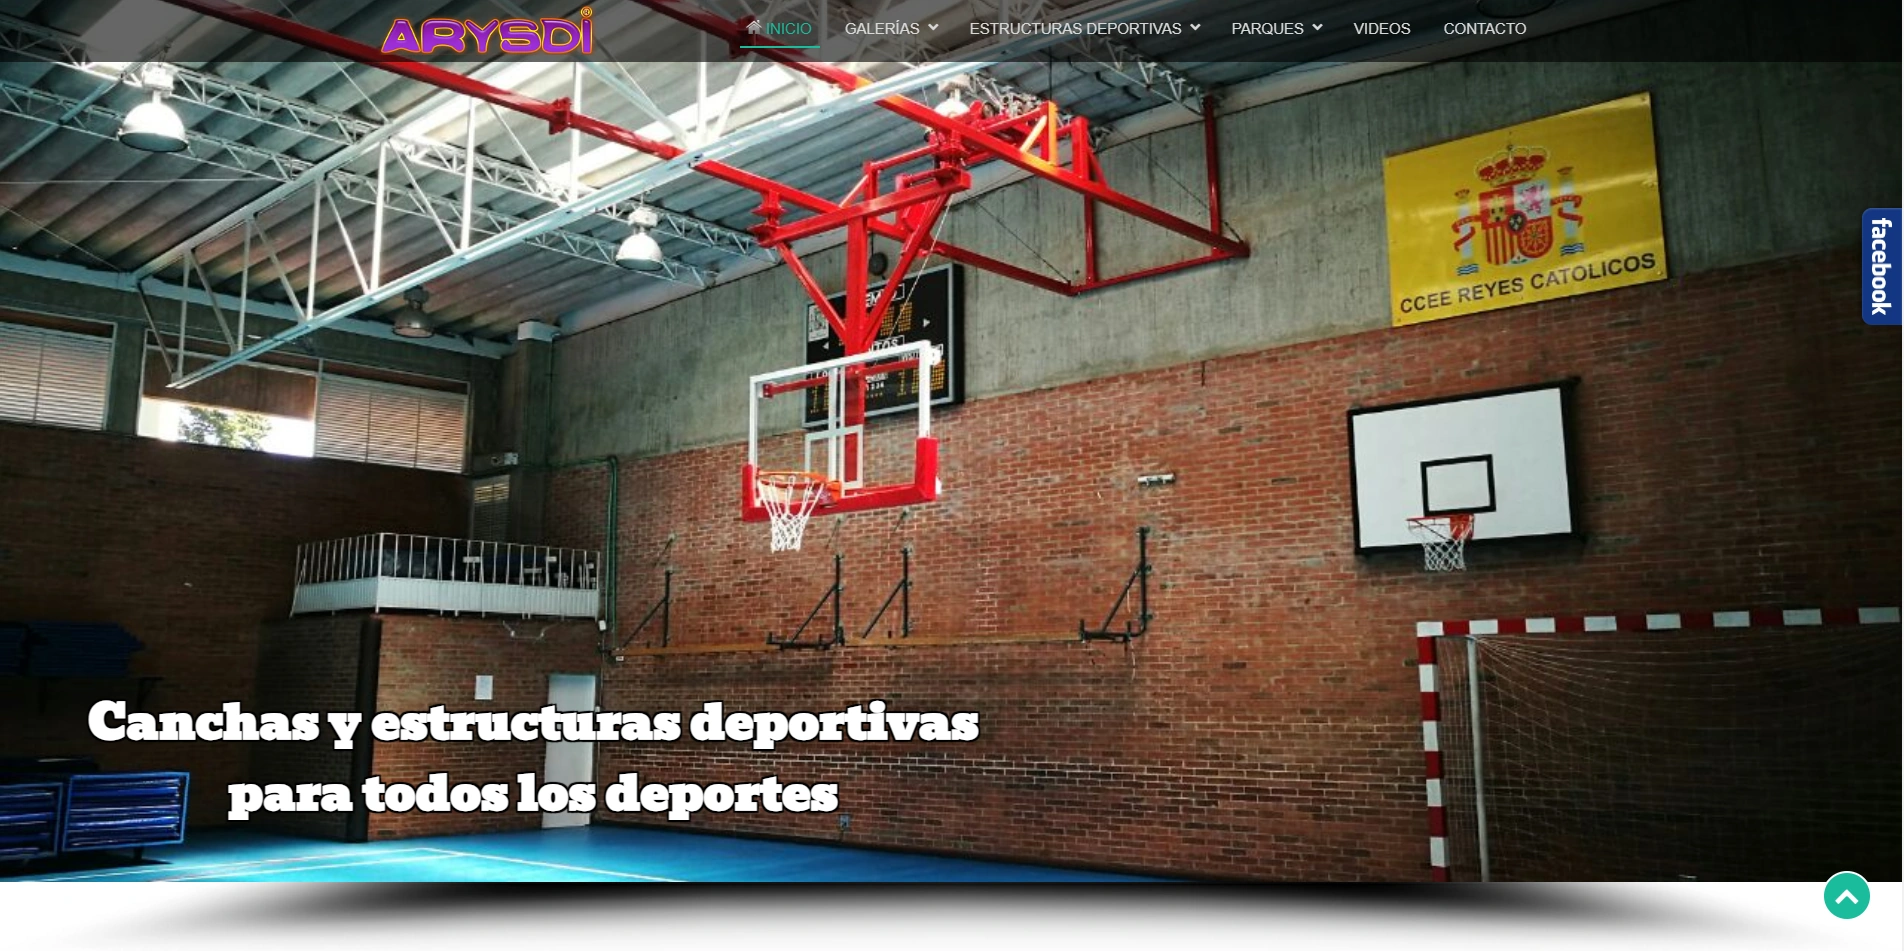 ARYSDI
INICIO
GALERÍAS
ESTRUCTURAS DEPORTIVAS
PARQUES
VIDEOS
CONTACTO
facebook
CCEE REYES CATOLICOS
Canchas y estructuras deportivas
para todos los deportes